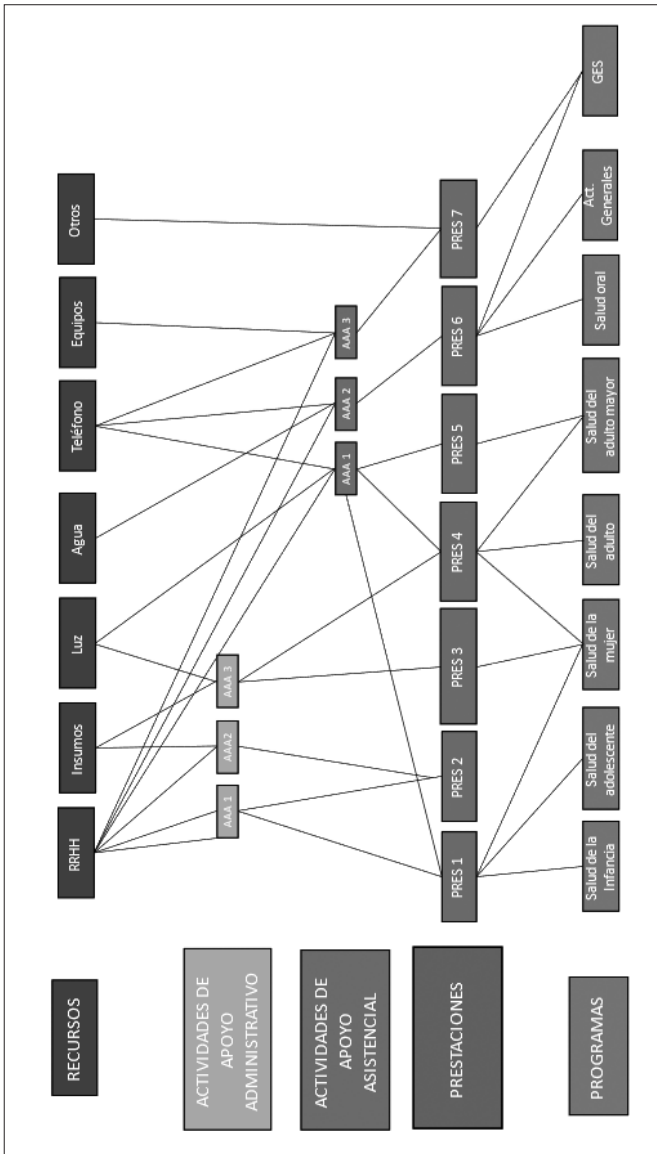 RECURSOS
RRHH
Insumos
Luz
Agua
Teléfono
Equipos
Otros
ACTIVIDADES DE
APOYO
ADMINISTRATIVO
AAA 1
AAA2
AAA 3
ACTIVIDADES DE
APOYO
ASISTENCIAL
AAA 1
AAA 2
AAA 3
PRESTACIONES
PRES 1
PRES 2
PRES 3
PRES 4
PRES 5
PRES 6
PRES 7
PROGRAMAS
Salud de la
Infancia
Salud del
adolescente
Salud de la
mujer
Salud del
adulto
Salud del
adulto mayor
Salud oral
Act.
Generales
GES